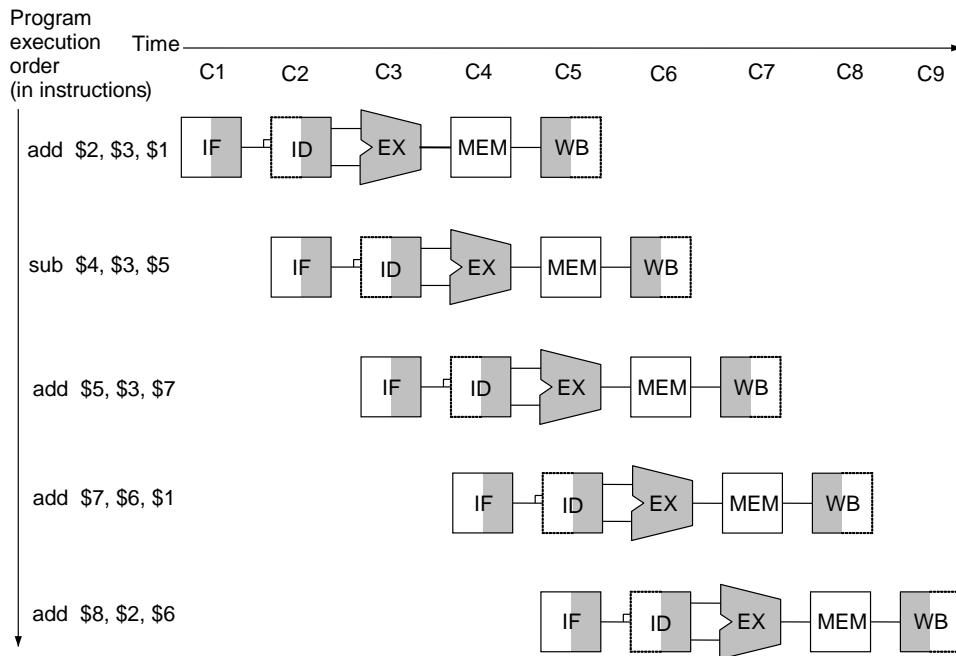 Program
execution
order
(in instructions)
Time
C1 C2 C3 C4 C5 C6 C7 C8 C9
add $2, $3, $1
IF ID EX MEM WB
sub $4, $3, $5
IF ID EX MEM WB
add $5, $3, $7
IF ID EX MEM WB
add $7, $6, $1
IF ID EX MEM WB
add $8, $2, $6
IF ID EX MEM WB